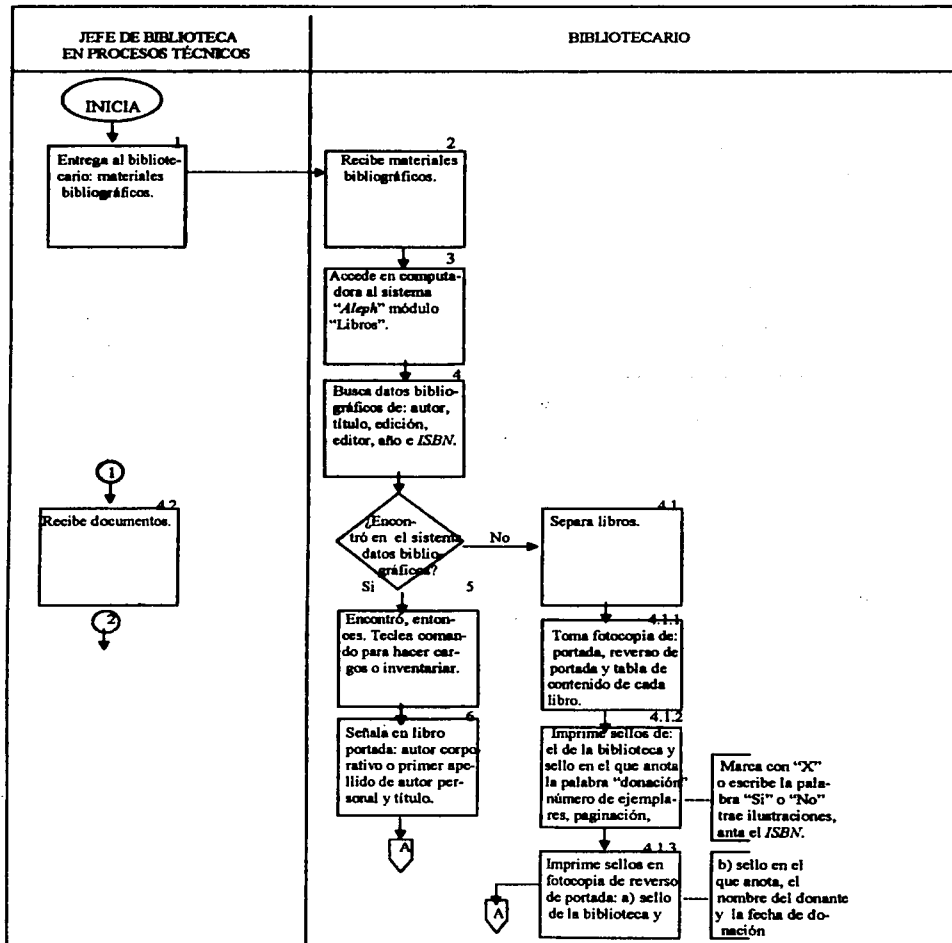 JEFE DE BIBLIOTECA
EN PROCESOS TÉCNICOS
BIBLIOTECARIO
INICIA
1
Entrega al bibliote-
cario: materiales
bibliográficos.
2
Recibe materiales
bibliográficos.
3
Accede en computa-
dora al sistema
“Aleph” módulo
“Libros”.
4
Busca datos biblio-
gráficos de: autor,
título, edición,
editor, año e ISBN.
1
4.2
Recibe documentos.
2
¿Encon-
tró en el sistema
datos biblio-
gráficos?
No
Si
4.1
Separa libros.
5
Encontró, enton-
ces. Teclea coman-
do para hacer car-
gos o inventariar.
4.1.1
Toma fotocopia de:
portada, reverso de
portada y tabla de
contenido de cada
libro.
6
Señala en libro
portada: autor corpo
rativo o primer ape-
llido de autor per-
sonal y título.
A
4.1.2
Imprime sellos de:
el de la biblioteca y
sello en el que anota
la palabra “donación”
número de ejempla-
res, paginación,
Marca con “X”
o escribe la pala-
bra “Si” o “No”
trae ilustraciones,
anta el ISBN.
4.1.3
Imprime sellos en
fotocopia de reverso
de portada: a) sello
de la biblioteca y
A
b) sello en el
que anota, el
nombre del donante
y la fecha de do-
nación